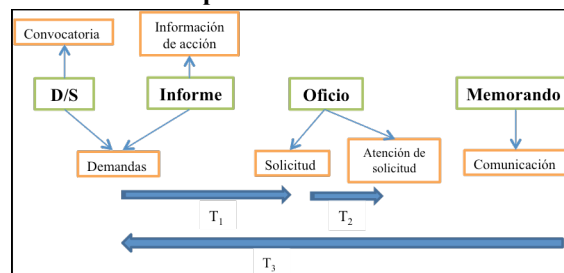 Convocatoria
Información
de acción
D/S
Informe
Oficio
Memorando
Demandas
Solicitud
Atención de
solicitud
Comunicación
T1
T2
T3